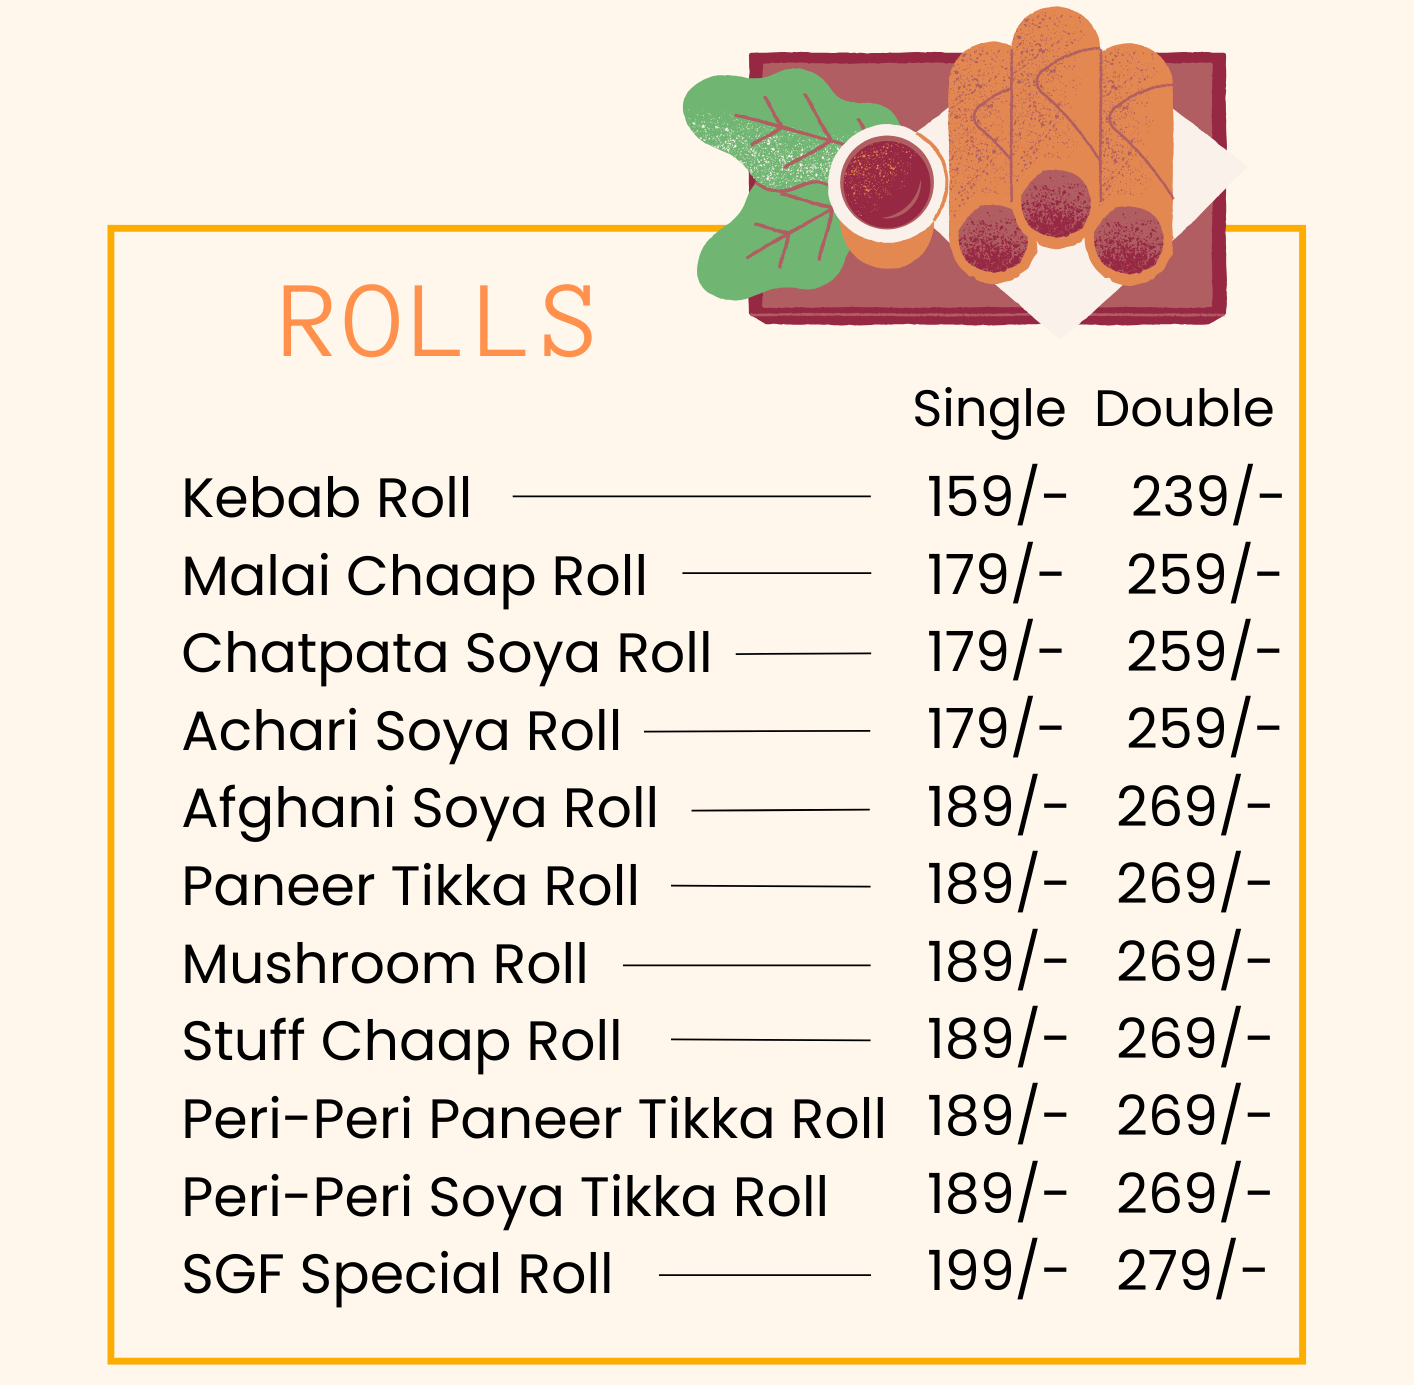 ROLLS
Single Double
Kebab Roll 159/- 239/-
Malai Chaap Roll 179/- 259/-
Chatpata Soya Roll 179/- 259/-
Achari Soya Roll 179/- 259/-
Afghani Soya Roll 189/- 269/-
Paneer Tikka Roll 189/- 269/-
Mushroom Roll 189/- 269/-
Stuff Chaap Roll 189/- 269/-
Peri-Peri Paneer Tikka Roll 189/- 269/-
Peri-Peri Soya Tikka Roll 189/- 269/-
SGF Special Roll 199/- 279/-